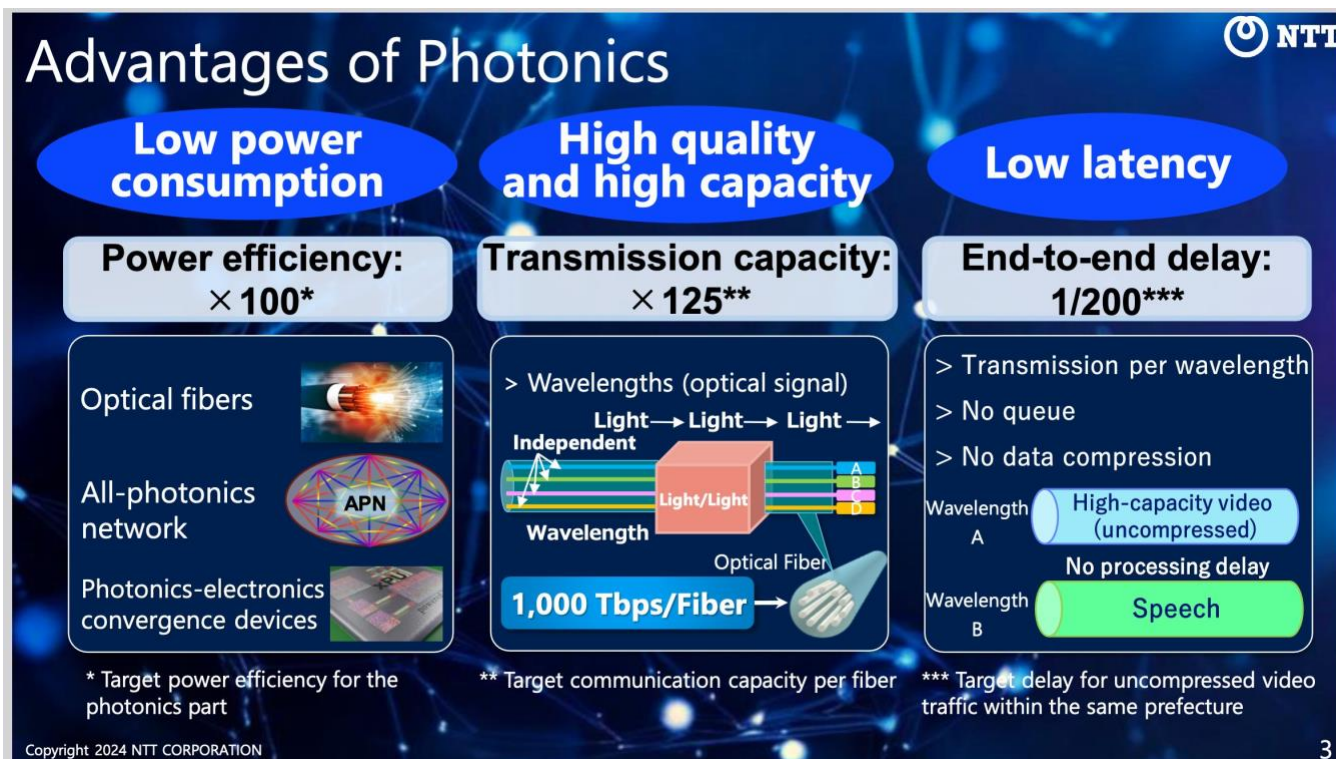 NTT
Advantages of Photonics
Low power
consumption
Power efficiency:
×100*
Optical fibers
All-photonics
network
APN
Photonics-electronics
convergence devices
* Target power efficiency for the
photonics part
High quality
and high capacity
Transmission capacity:
×125**
> Wavelengths (optical signal)
Light→Light→ Light→
Independent
Light/Light
A
B
C
D
Wavelength
Optical Fiber
1,000 Tbps/Fiber
** Target communication capacity per fiber
Low latency
End-to-end delay:
1/200***
> Transmission per wavelength
> No queue
> No data compression
Wavelength
A
High-capacity video
(uncompressed)
No processing delay
Wavelength
B
Speech
*** Target delay for uncompressed video
traffic within the same prefecture
Copyright 2024 NTT CORPORATION
3